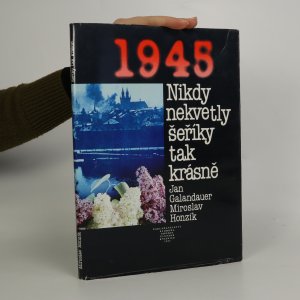 1945
Nikdy
nekvetly
šeříky
tak
krásně
Jan
Galandauer
Miroslav
Honzík